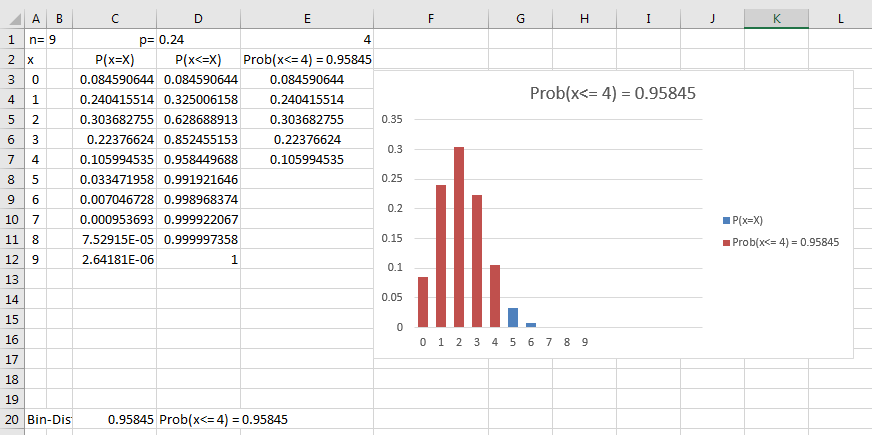 A B C D E F G H I J K L
1 n= 9 p= 0.24 4
2 x P(x=X) P(x<=X) Prob(x<= 4) = 0.95845
3 0 0.084590644 0.084590644 0.084590644
4 1 0.240415514 0.325006158 0.240415514
5 2 0.303682755 0.628688913 0.303682755
6 3 0.22376624 0.852455153 0.22376624
7 4 0.105994535 0.958449688 0.105994535
8 5 0.033471958 0.991921646
9 6 0.007046728 0.998968374
10 7 0.000953693 0.999922067
11 8 7.52915E-05 0.999997358
12 9 2.64181E-06 1
13
14
15
16
17
18
19
20 Bin-Dis 0.95845 Prob(x<= 4) = 0.95845
Prob(x<= 4) = 0.95845
0.35
0.3
0.25
0.2
0.15
0.1
0.05
0
0 1 2 3 4 5 6 7 8 9
P(x=X)
Prob(x<= 4) = 0.95845